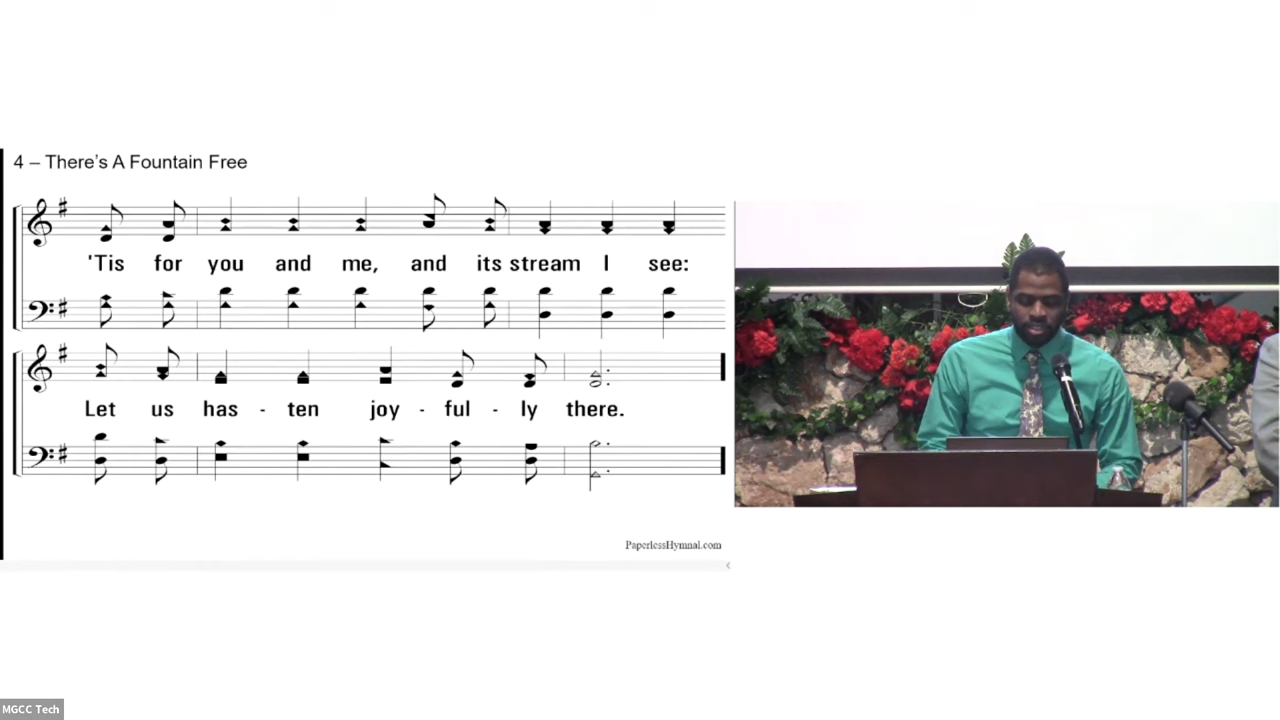 4 – There's A Fountain Free
'Tis for you and me, and its stream I see:
Let us has - ten joy - ful - ly there.
PaperlessHymnal.com
MGCC Tech